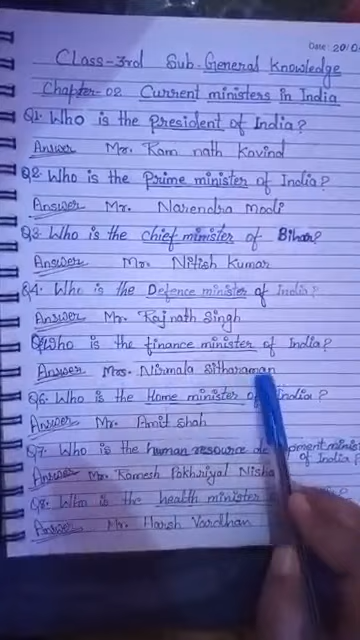 Date: 20/0
Class-3rd Sub-General Knowledge
Chapter-02 Current ministers in India
Q1. Who is the president of India?
Answer Mr. Ram nath Kovind
Q2. Who is the Prime minister of India?
Answer Mr. Narendra modi
Q3. Who is the chief minister of Bihar?
Answer Mr. Nitish Kumar
Q4. Who is the Defence minister of India?
Answer Mr. Rajnath Singh
Who is the finance minister of India?
Answer Mrs. Nirmala Sitharaman
Q6. Who is the Home minister of India?
Answer Mr. Amit shah
Q7. Who is the human resource de opment minis
of India?
Answer Mr. Ramesh Pokhriyal Nisha
Q8. Who is the health minister
Answer Mr. Harsh Vardhan